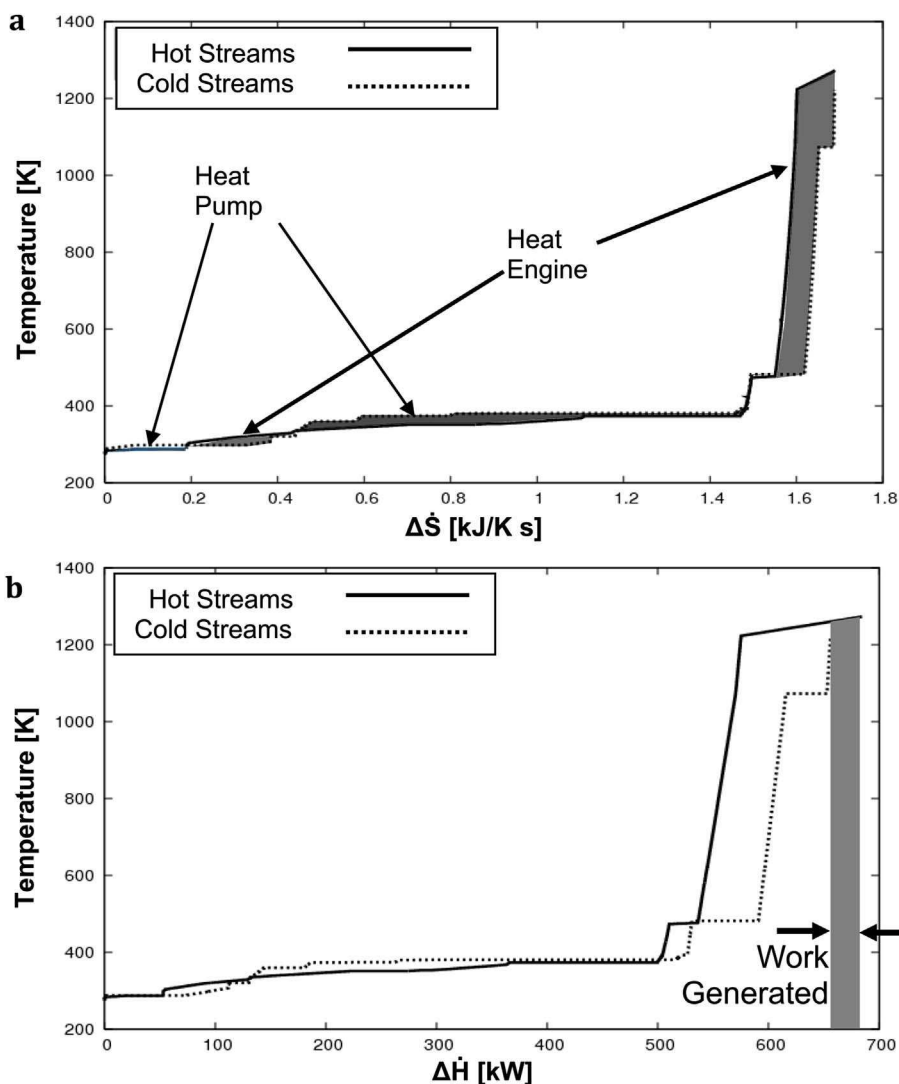 a
1400
1200
1000
800
600
400
200
Temperature [K]
Hot Streams
Cold Streams
Heat
Pump
Heat
Engine
0
0.2
0.4
0.6
0.8
1
1.2
1.4
1.6
1.8
ΔṠ [kJ/K s]
b
1400
1200
1000
800
600
400
200
Temperature [K]
Hot Streams
Cold Streams
Work
Generated
0
100
200
300
400
500
600
700
ΔḢ [kW]